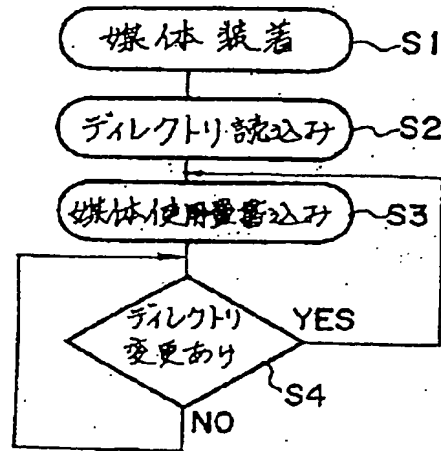 媒体装着
S1
ディレクトリ読込み
S2
媒体使用量書込み
S3
ディレクトリ
変更あり
YES
S4
NO